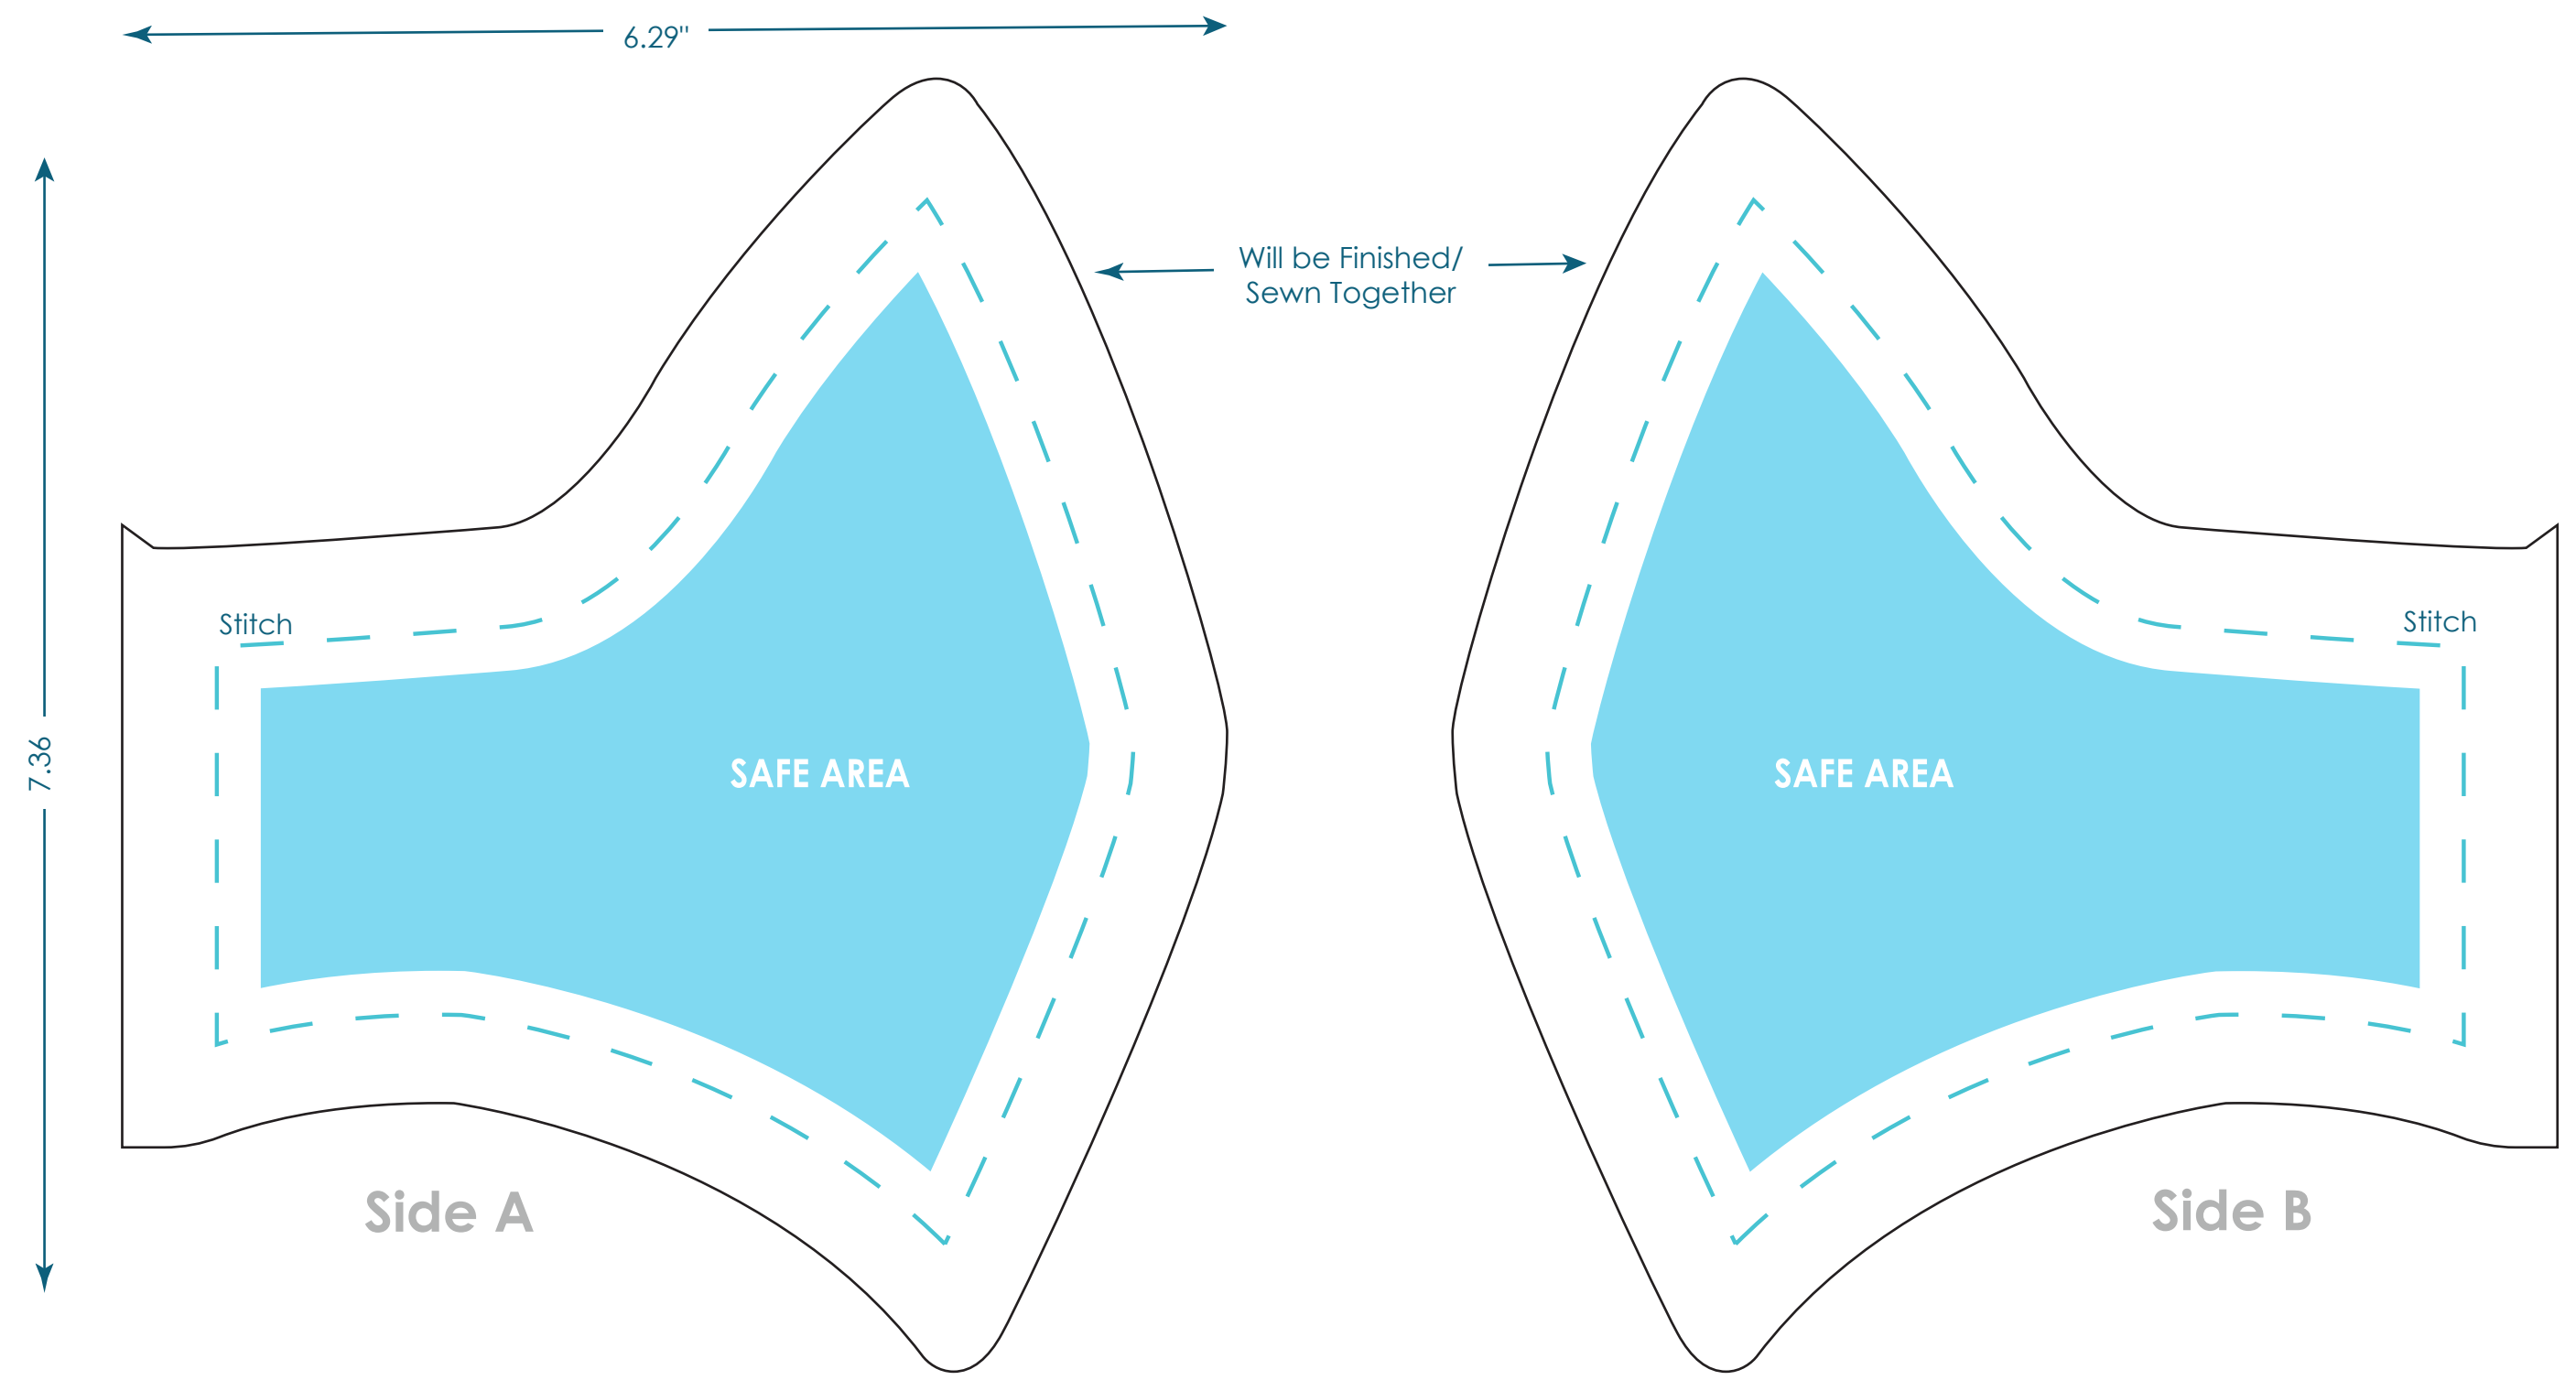 6.29"
Will be Finished/
Sewn Together
Stitch
Stitch
7.36
SAFE AREA
SAFE AREA
Side A
Side B